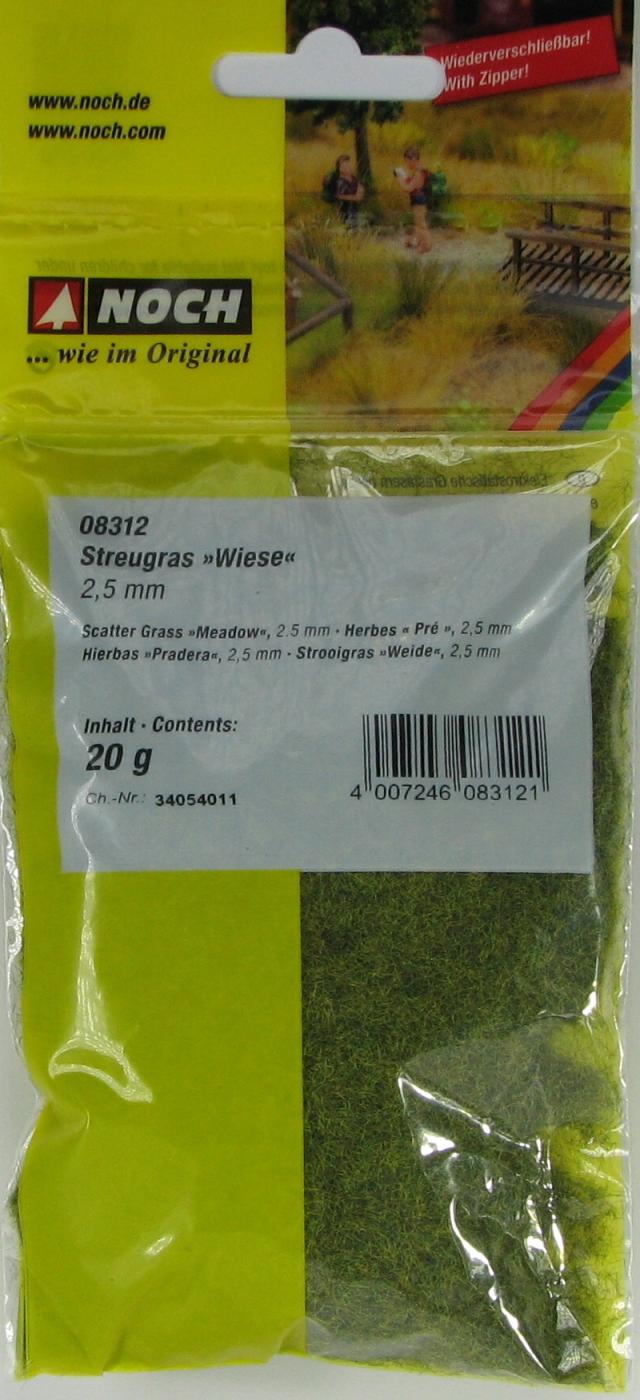 Wiederverschließbar!
With Zipper!
www.noch.de
www.noch.com
NOCH
... wie im Original
08312
Streugras »Wiese«
2,5 mm
Scatter Grass »Meadow«, 2.5 mm · Herbes « Pré », 2,5 mm
Hierbas »Pradera«, 2,5 mm · Strooigras »Weide«, 2,5 mm
Inhalt · Contents:
20 g
Ch.-Nr.: 34054011
4 007246 083121